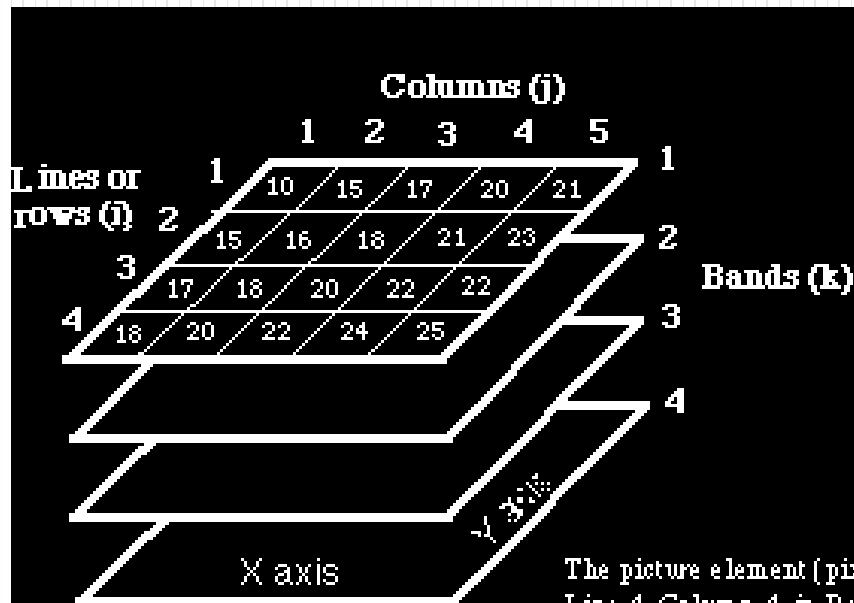 Columns (j)
1 2 3 4 5
Lines or
rows (i)
1 10 15 17 20 21 1
2 15 16 18 21 23 2
3 17 18 20 22 22
Bands (k)
4 18 20 22 24 25 3
4
Y axis
X axis
The picture element (pix